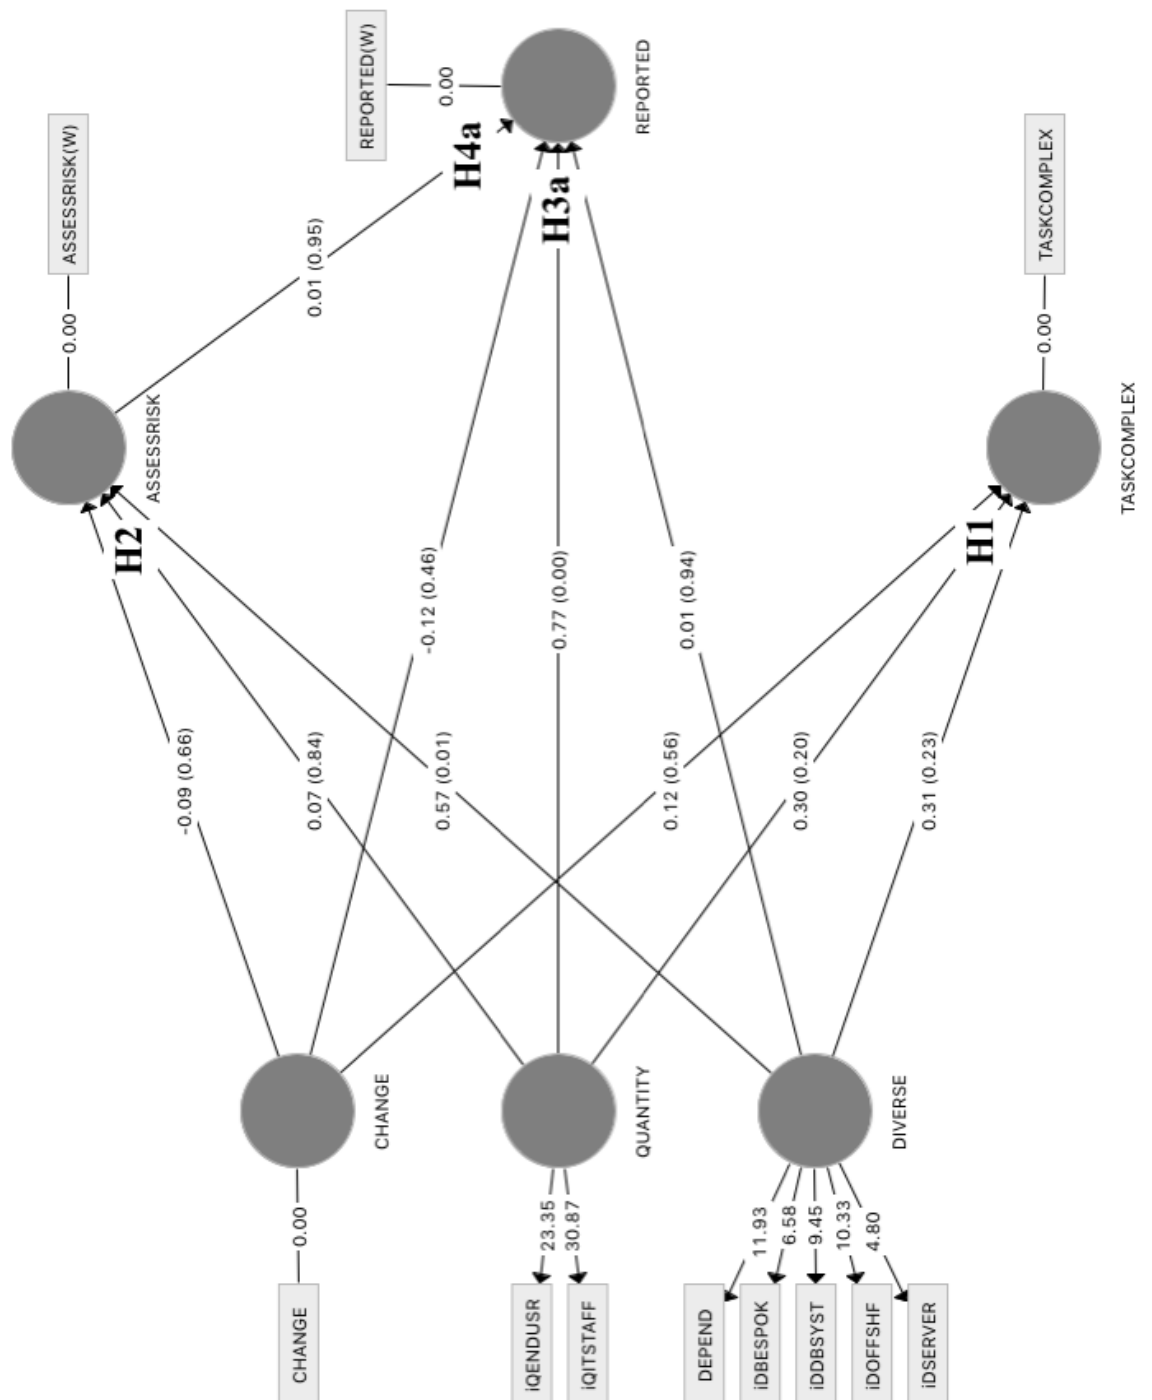 REPORTED(W)
0.00
REPORTED
H4a
H3a
ASSESSRISK(W)
0.00
ASSESSRISK
TASKCOMPLEX
0.00
TASKCOMPLEX
0.01 (0.95)
H2
H1
-0.12 (0.46)
0.77 (0.00)
0.01 (0.94)
-0.09 (0.66)
0.07 (0.84)
0.57 (0.01)
0.12 (0.56)
0.30 (0.20)
0.31 (0.23)
CHANGE
QUANTITY
DIVERSE
0.00
23.35
30.87
11.93
6.58
9.45
10.33
4.80
CHANGE
iQENDUSR
iQITSTAFF
DEPEND
iDBESPOK
iDDBSYST
iDOFFSHF
iDSERVER